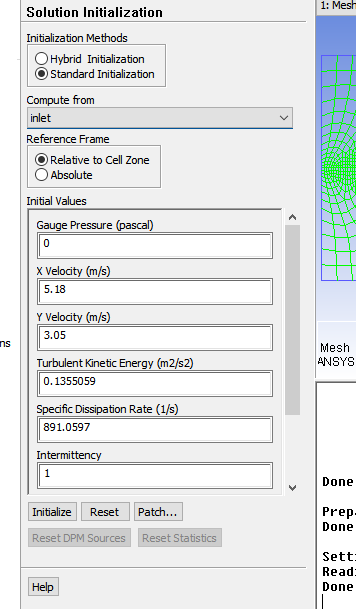 Solution Initialization
1: Mesh
Initialization Methods
Hybrid Initialization
Standard Initialization
Compute from
inlet
Reference Frame
Relative to Cell Zone
Absolute
Initial Values
Gauge Pressure (pascal)
0
X Velocity (m/s)
5.18
Y Velocity (m/s)
3.05
ns
Mesh
ANSYS
Turbulent Kinetic Energy (m2/s2)
0.1355059
Specific Dissipation Rate (1/s)
891.0597
Intermittency
1
Initialize Reset Patch...
Reset DPM Sources Reset Statistics
Help
Done
Prepa
Done
Setti
Readi
Done